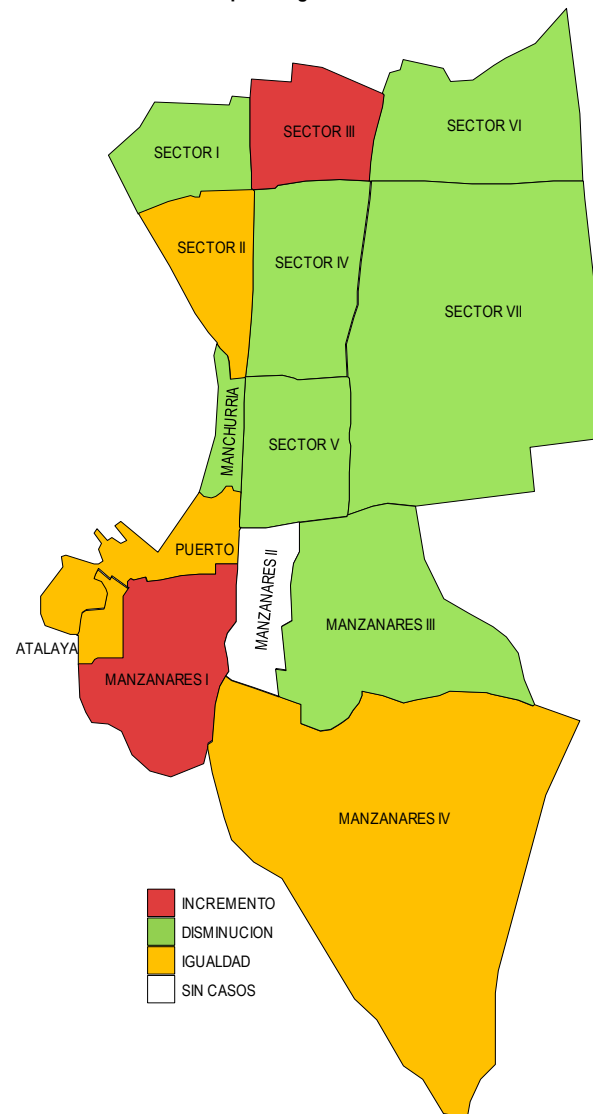 SECTOR III
SECTOR VI
SECTOR I
SECTOR II
SECTOR IV
SECTOR VII
MANCHURRIA
SECTOR V
PUERTO
MANZANARES II
MANZANARES III
ATALAYA
MANZANARES I
MANZANARES IV
INCREMENTO
DISMINUCION
IGUALDAD
SIN CASOS